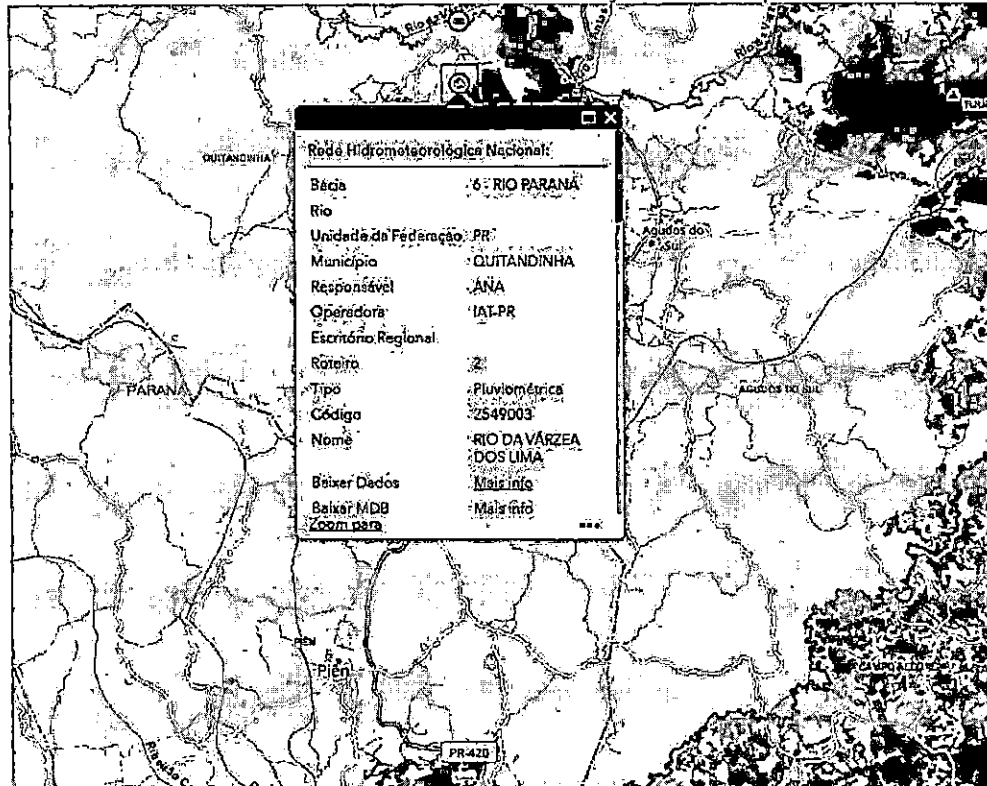 QUITANDINHA
Rede Hidrometeorológica Nacional:
Bacia 6 - RIO PARANÁ
Rio
Unidade da Federação PR
Município QUITANDINHA
Responsável ANA
Operadora IAT-PR
Escritório Regional
Roteiro 2
Tipo Pluviométrica
Código 2549003
Nome RIO DA VÁRZEA
DOS LIMA
Baixar Dados Mais info
Baixar MDB Mais info
Zoom para
Agudos do
Sul
PARANÁ
AGUDOS DO SUL
PIÊN
Piên
CAMPO ALEGRE
PR-420